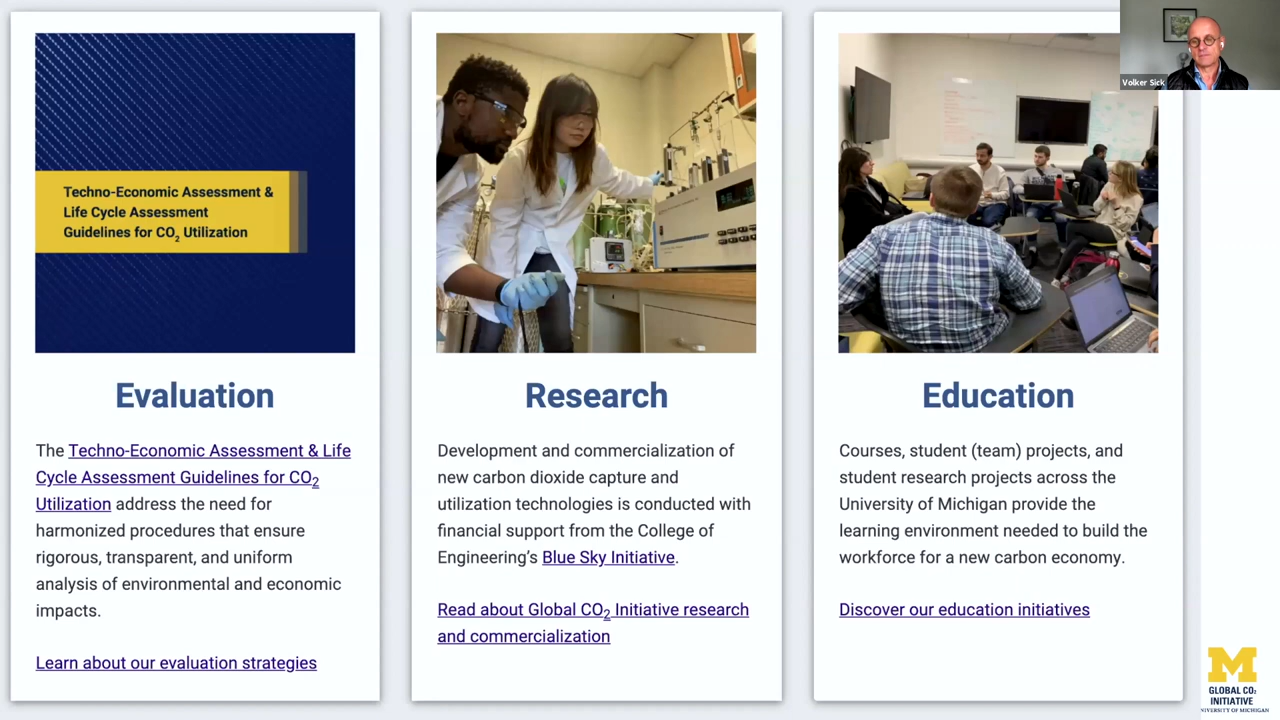 Techno-Economic Assessment &
Life Cycle Assessment
Guidelines for CO2 Utilization
Evaluation
The Techno-Economic Assessment & Life
Cycle Assessment Guidelines for CO2
Utilization address the need for
harmonized procedures that ensure
rigorous, transparent, and uniform
analysis of environmental and economic
impacts.
Learn about our evaluation strategies
Research
Development and commercialization of
new carbon dioxide capture and
utilization technologies is conducted with
financial support from the College of
Engineering's Blue Sky Initiative.
Read about Global CO2 Initiative research
and commercialization
Education
Courses, student (team) projects, and
student research projects across the
University of Michigan provide the
learning environment needed to build the
workforce for a new carbon economy.
Discover our education initiatives
Volker Sick
M
GLOBAL CO2
INITIATIVE
UNIVERSITY OF MICHIGAN